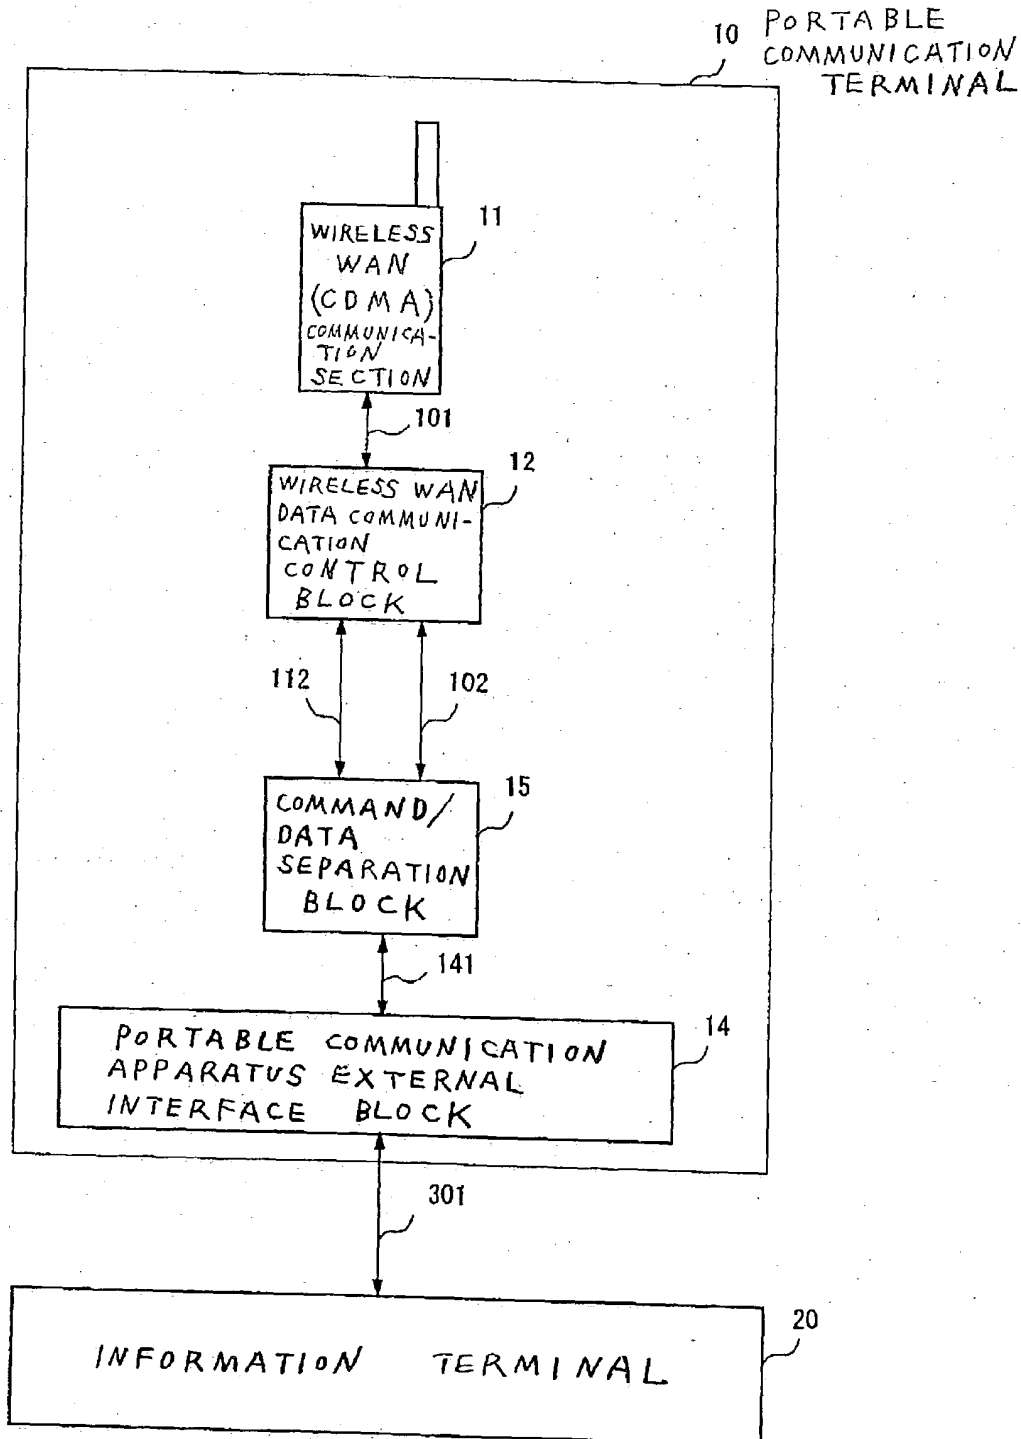 10 PORTABLE
COMMUNICATION
TERMINAL
11
WIRELESS
WAN
(CDMA)
COMMUNICA-
TION
SECTION
101
12
WIRELESS WAN
DATA COMMUNI-
CATION
CONTROL
BLOCK
112
102
15
COMMAND/
DATA
SEPARATION
BLOCK
141
14
PORTABLE COMMUNICATION
APPARATUS EXTERNAL
INTERFACE BLOCK
301
20
INFORMATION TERMINAL